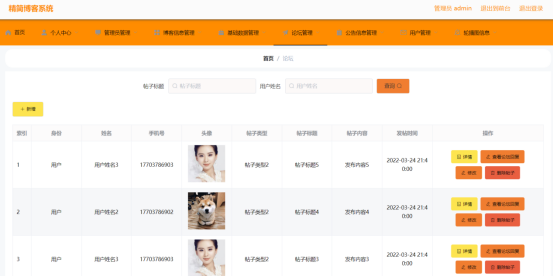 精简博客系统
管理员 admin 退出到前台 退出登录
首页 个人中心 管理员管理 博客信息管理 基础数据管理 论坛管理 公告信息管理 用户管理 轮播图信息
首页 / 论坛
帖子标题 帖子标题 用户姓名 用户姓名 查询
+ 新增
索引 身份 姓名 手机号 头像 帖子类型 帖子标题 帖子内容 发帖时间 操作
1 用户 用户姓名3 17703786903 帖子类型2 帖子标题5 发布内容5 2022-03-24 21:40:00 详情 查看论坛回复 修改 删除帖子
2 用户 用户姓名2 17703786902 帖子类型2 帖子标题4 发布内容4 2022-03-24 21:40:00 详情 查看论坛回复 修改 删除帖子
3 用户 用户姓名3 17703786903 帖子类型2 帖子标题3 发布内容3 2022-03-24 21:40:00 详情 查看论坛回复 修改 删除帖子